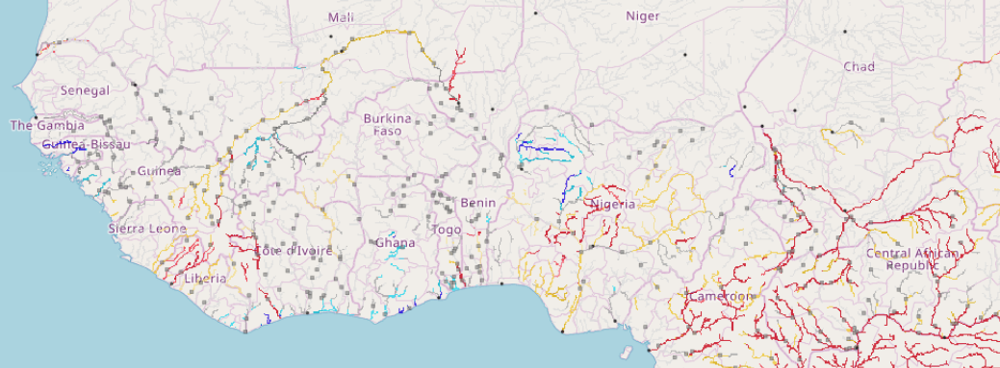 Mali
Niger
Chad
Senegal
The Gambia
Burkina
Faso
Guinea-Bissau
Guinea
Benin
Nigeria
Sierra Leone
Togo
Ghana
Côte d'Ivoire
Central African
Republic
Liberia
Cameroon